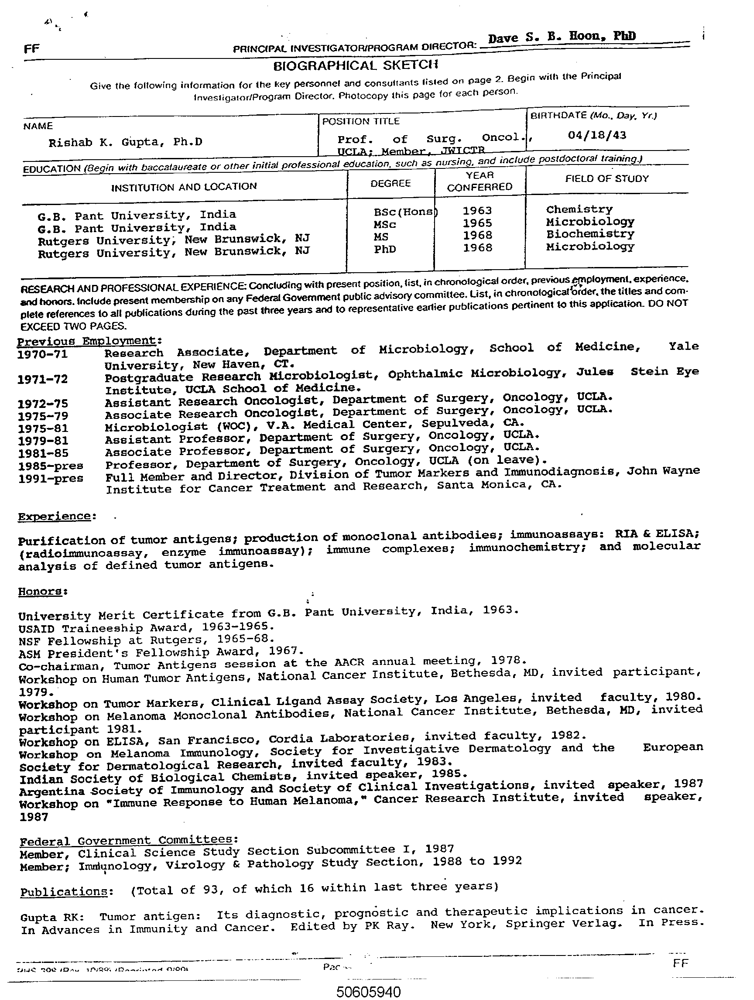 Dave S. B. Hoon, PhD
FF
PRINCIPAL INVESTIGATOR/PROGRAM DIRECTOR:
BIOGRAPHICAL SKETCH
Give the following information for the key personnel and consultants listed on page 2. Begin with the Principal
Investigator/Program Director. Photocopy this page for each person.
NAME
POSITION TITLE
BIRTHDATE (Mo., Day, Yr.)
Rishab K. Gupta, Ph.D
Prof. of Surg. Oncol.,
UCLA; Member, JWICTR
04/18/43
EDUCATION (Begin with baccalaureate or other initial professional education, such as nursing, and include postdoctoral training.)
INSTITUTION AND LOCATION
DEGREE
YEAR
CONFERRED
FIELD OF STUDY
G.B. Pant University, India BSc(Hons) 1963 Chemistry
G.B. Pant University, India MSc 1965 Microbiology
Rutgers University, New Brunswick, NJ MS 1968 Biochemistry
Rutgers University, New Brunswick, NJ PhD 1968 Microbiology
RESEARCH AND PROFESSIONAL EXPERIENCE: Concluding with present position, list, in chronological order, previous employment, experience,
and honors. Include present membership on any Federal Government public advisory committee. List, in chronological order, the titles and com-
plete references to all publications during the past three years and to representative earlier publications pertinent to this application. DO NOT
EXCEED TWO PAGES.
Previous Employment:
1970-71 Research Associate, Department of Microbiology, School of Medicine, Yale
University, New Haven, CT.
1971-72 Postgraduate Research Microbiologist, Ophthalmic Microbiology, Jules Stein Eye
Institute, UCLA School of Medicine.
1972-75 Assistant Research Oncologist, Department of Surgery, Oncology, UCLA.
1975-79 Associate Research Oncologist, Department of Surgery, Oncology, UCLA.
1975-81 Microbiologist (WOC), V.A. Medical Center, Sepulveda, CA.
1979-81 Assistant Professor, Department of Surgery, Oncology, UCLA.
1981-85 Associate Professor, Department of Surgery, Oncology, UCLA.
1985-pres Professor, Department of Surgery, Oncology, UCLA (on leave).
1991-pres Full Member and Director, Division of Tumor Markers and Immunodiagnosis, John Wayne
Institute for Cancer Treatment and Research, Santa Monica, CA.
Experience:
Purification of tumor antigens; production of monoclonal antibodies; immunoassays: RIA & ELISA;
(radioimmunoassay, enzyme immunoassay); immune complexes; immunochemistry; and molecular
analysis of defined tumor antigens.
Honors:
University Merit Certificate from G.B. Pant University, India, 1963.
USAID Traineeship Award, 1963-1965.
NSF Fellowship at Rutgers, 1965-68.
ASM President's Fellowship Award, 1967.
Co-chairman, Tumor Antigens session at the AACR annual meeting, 1978.
Workshop on Human Tumor Antigens, National Cancer Institute, Bethesda, MD, invited participant,
1979.
Workshop on Tumor Markers, Clinical Ligand Assay Society, Los Angeles, invited faculty, 1980.
Workshop on Melanoma Monoclonal Antibodies, National Cancer Institute, Bethesda, MD, invited
participant 1981.
Workshop on ELISA, San Francisco, Cordia Laboratories, invited faculty, 1982.
Workshop on Melanoma Immunology, Society for Investigative Dermatology and the European
Society for Dermatological Research, invited faculty, 1983.
Indian Society of Biological Chemists, invited speaker, 1985.
Argentina Society of Immunology and Society of Clinical Investigations, invited speaker, 1987
Workshop on "Immune Response to Human Melanoma," Cancer Research Institute, invited speaker,
1987
Federal Government Committees:
Member, Clinical Science Study Section Subcommittee I, 1987
Member; Immunology, Virology & Pathology Study Section, 1988 to 1992
Publications: (Total of 93, of which 16 within last three years)
Gupta RK: Tumor antigen: Its diagnostic, prognostic and therapeutic implications in cancer.
In Advances in Immunity and Cancer. Edited by PK Ray. New York, Springer Verlag. In Press.
FF
50605940